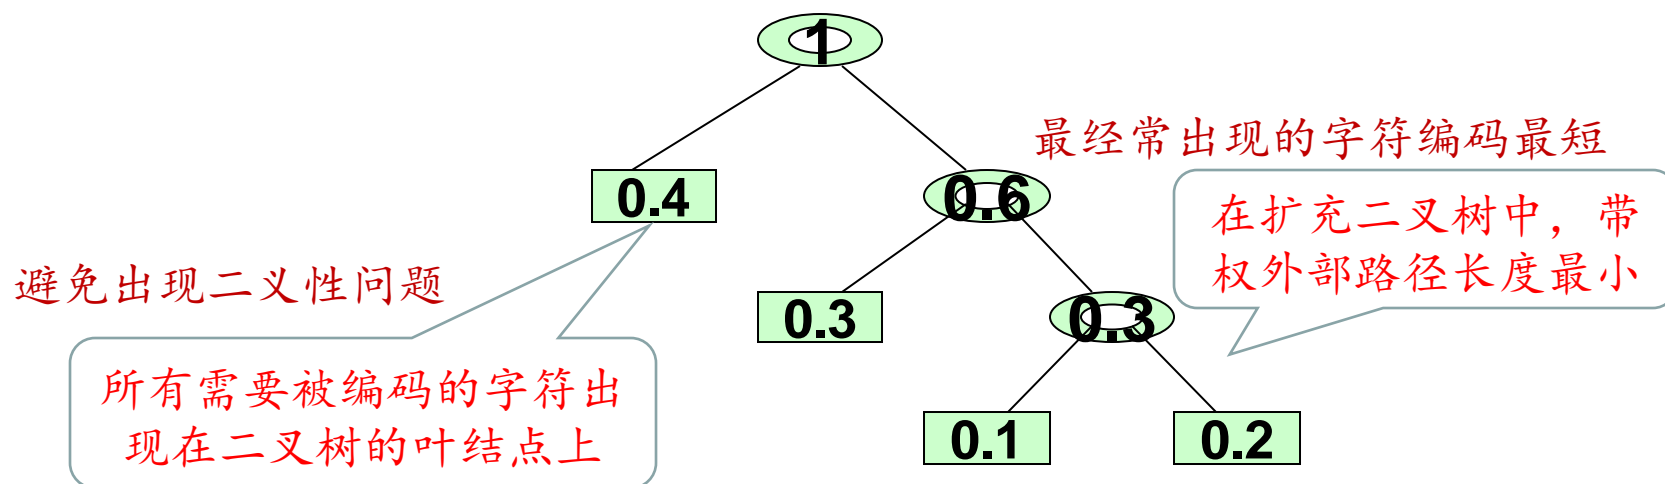 1
最经常出现的字符编码最短
0.4
0.6
在扩充二叉树中，带
权外部路径长度最小
避免出现二义性问题
0.3
0.3
所有需要被编码的字符出
现在二叉树的叶结点上
0.1
0.2